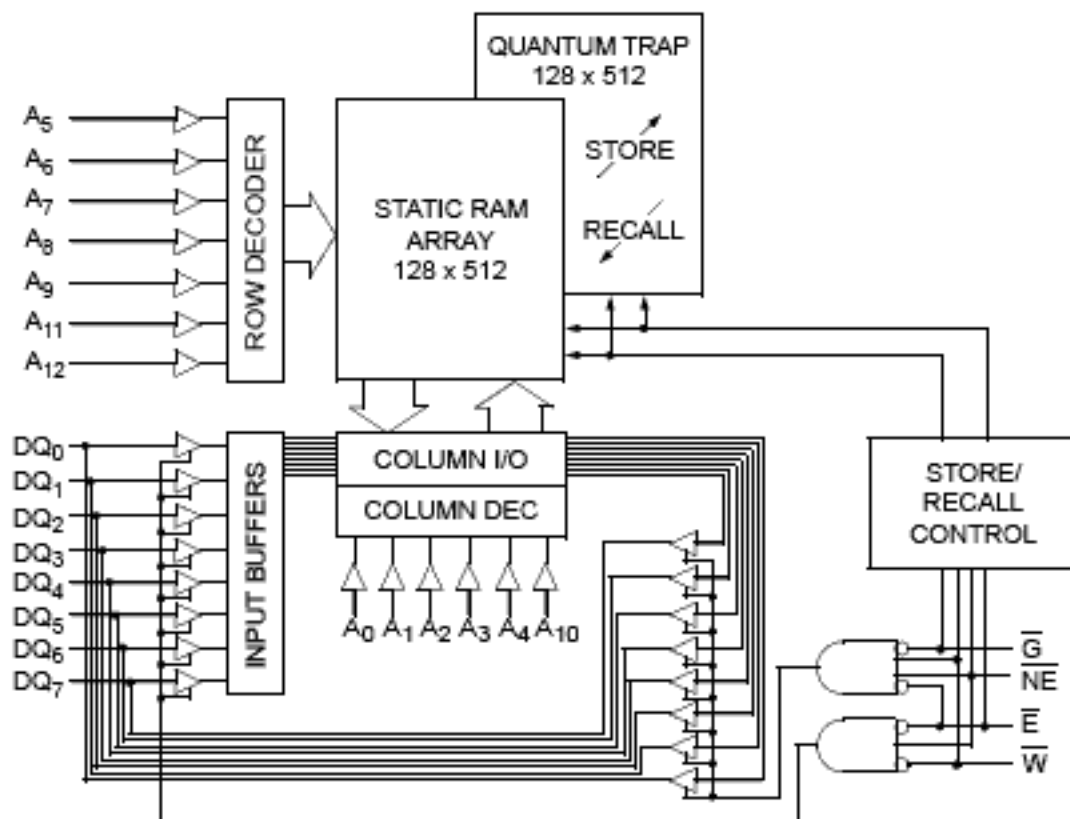 QUANTUM TRAP
128 x 512
STORE
RECALL
STATIC RAM
ARRAY
128 x 512
A5
A6
A7
A8
A9
A11
A12
ROW DECODER
DQ0
DQ1
DQ2
DQ3
DQ4
DQ5
DQ6
DQ7
INPUT BUFFERS
COLUMN I/O
COLUMN DEC
A0 A1 A2 A3 A4 A10
STORE/
RECALL
CONTROL
G̅
N̅E̅
E̅
W̅